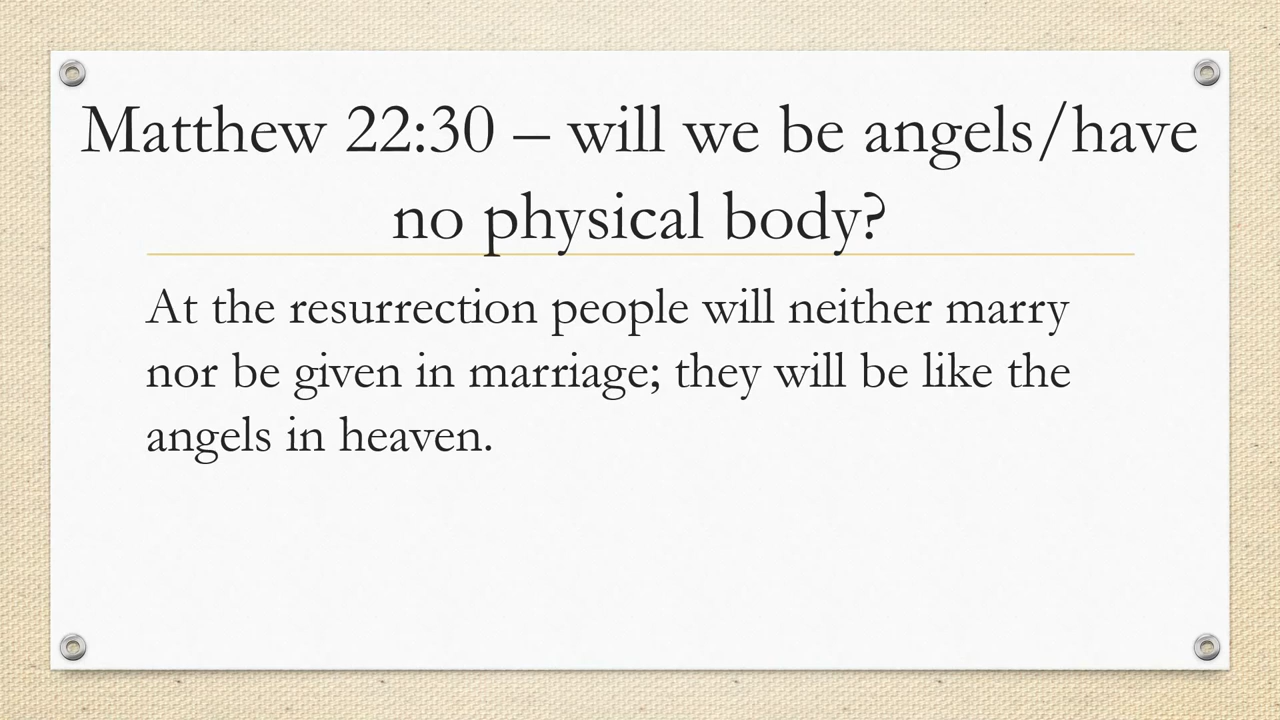 Matthew 22:30 – will we be angels/have
no physical body?
At the resurrection people will neither marry
nor be given in marriage; they will be like the
angels in heaven.